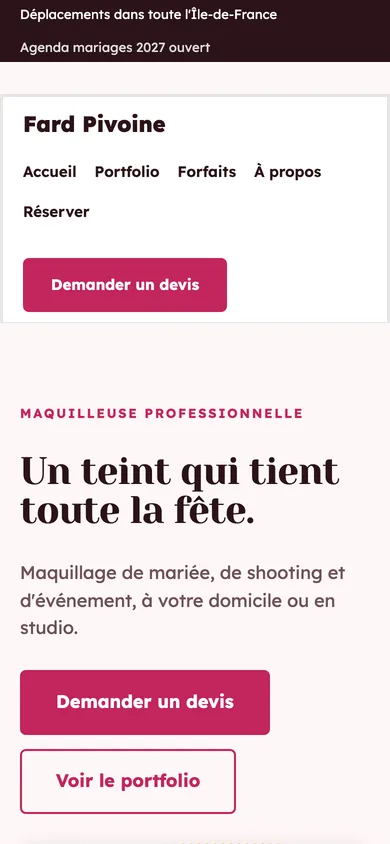 Déplacements dans toute l'Île-de-France
Agenda mariages 2027 ouvert
Fard Pivoine
Accueil Portfolio Forfaits À propos
Réserver
Demander un devis
MAQUILLEUSE PROFESSIONNELLE
Un teint qui tient
toute la fête.
Maquillage de mariée, de shooting et
d'événement, à votre domicile ou en
studio.
Demander un devis
Voir le portfolio